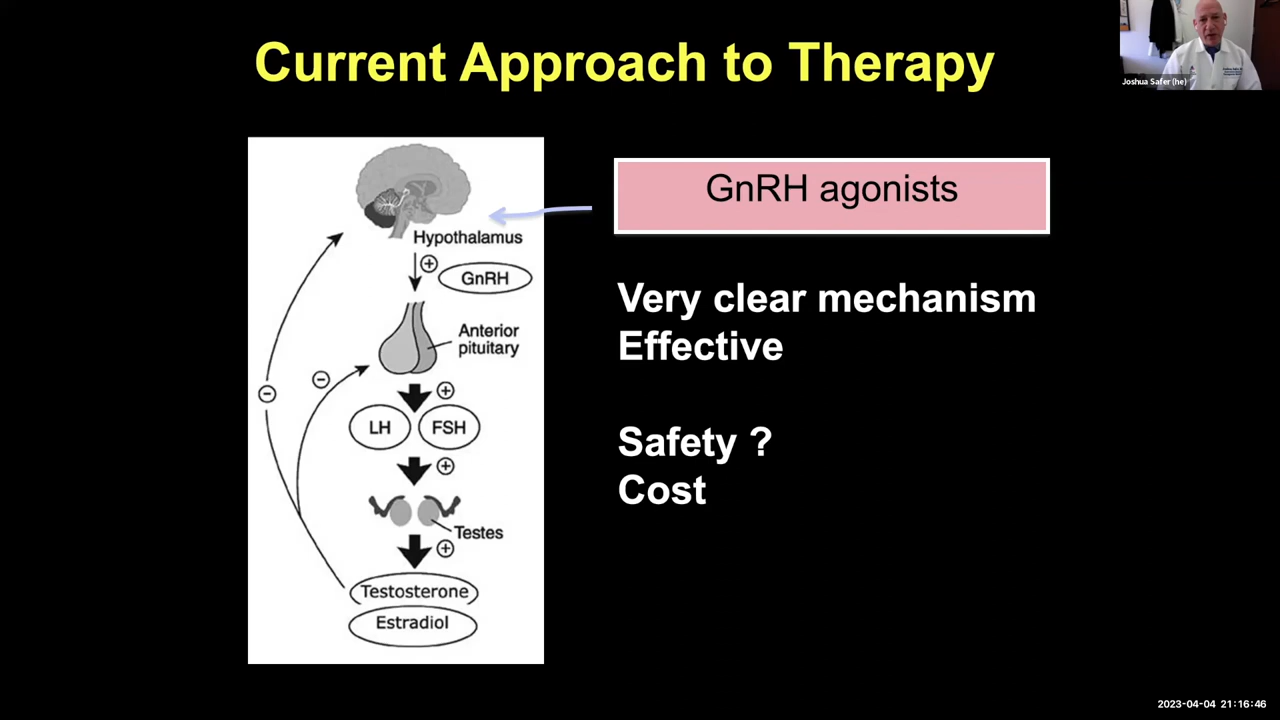 Current Approach to Therapy
Joshua Safer (he)
GnRH agonists
Hypothalamus
+
GnRH
Very clear mechanism
Effective
Anterior
pituitary
−
−
+
LH
FSH
Safety ?
Cost
+
Testes
+
Testosterone
Estradiol
2023-04-04 21:16:46